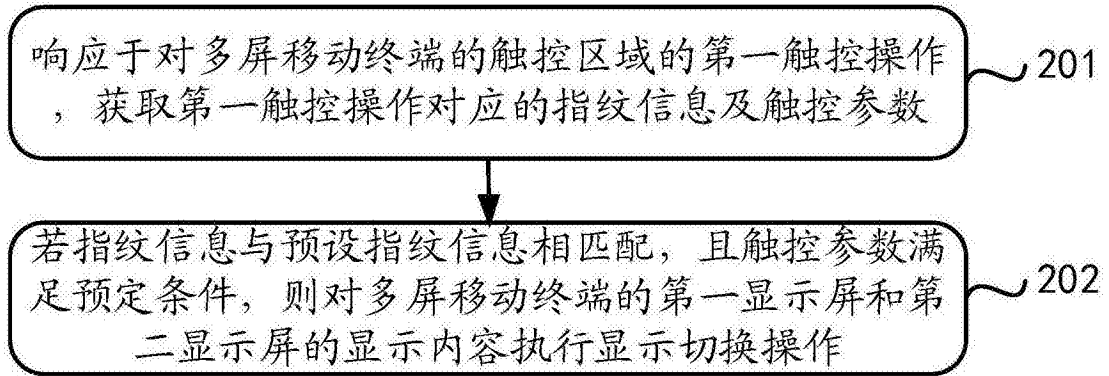 响应于对多屏移动终端的触控区域的第一触控操作
，获取第一触控操作对应的指纹信息及触控参数
201
若指纹信息与预设指纹信息相匹配，且触控参数满
足预定条件，则对多屏移动终端的第一显示屏和第
二显示屏的显示内容执行显示切换操作
202